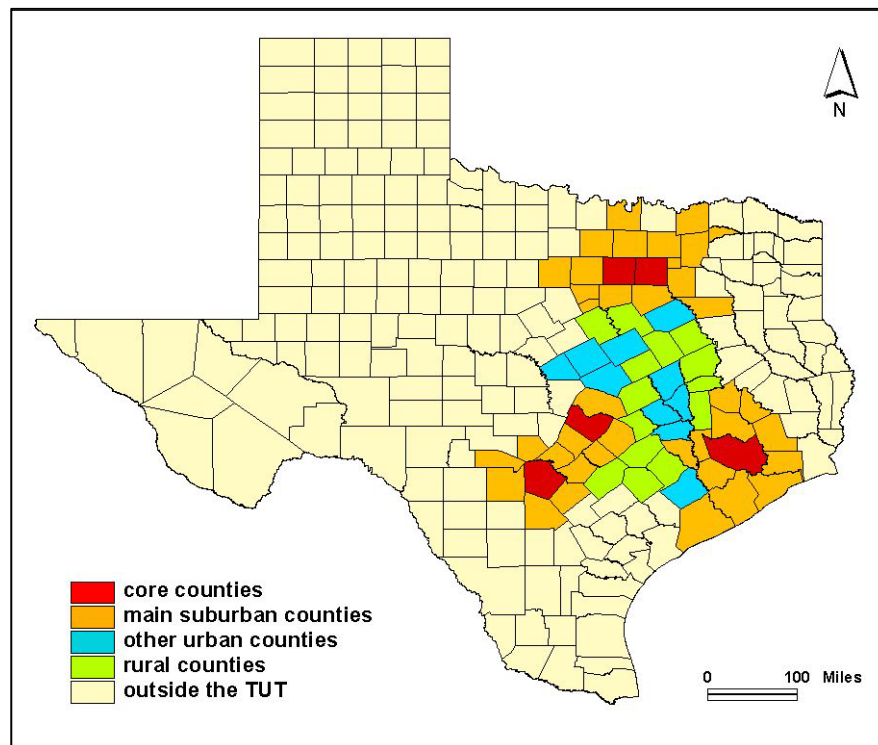 N
core counties
main suburban counties
other urban counties
rural counties
outside the TUT
0 100 Miles